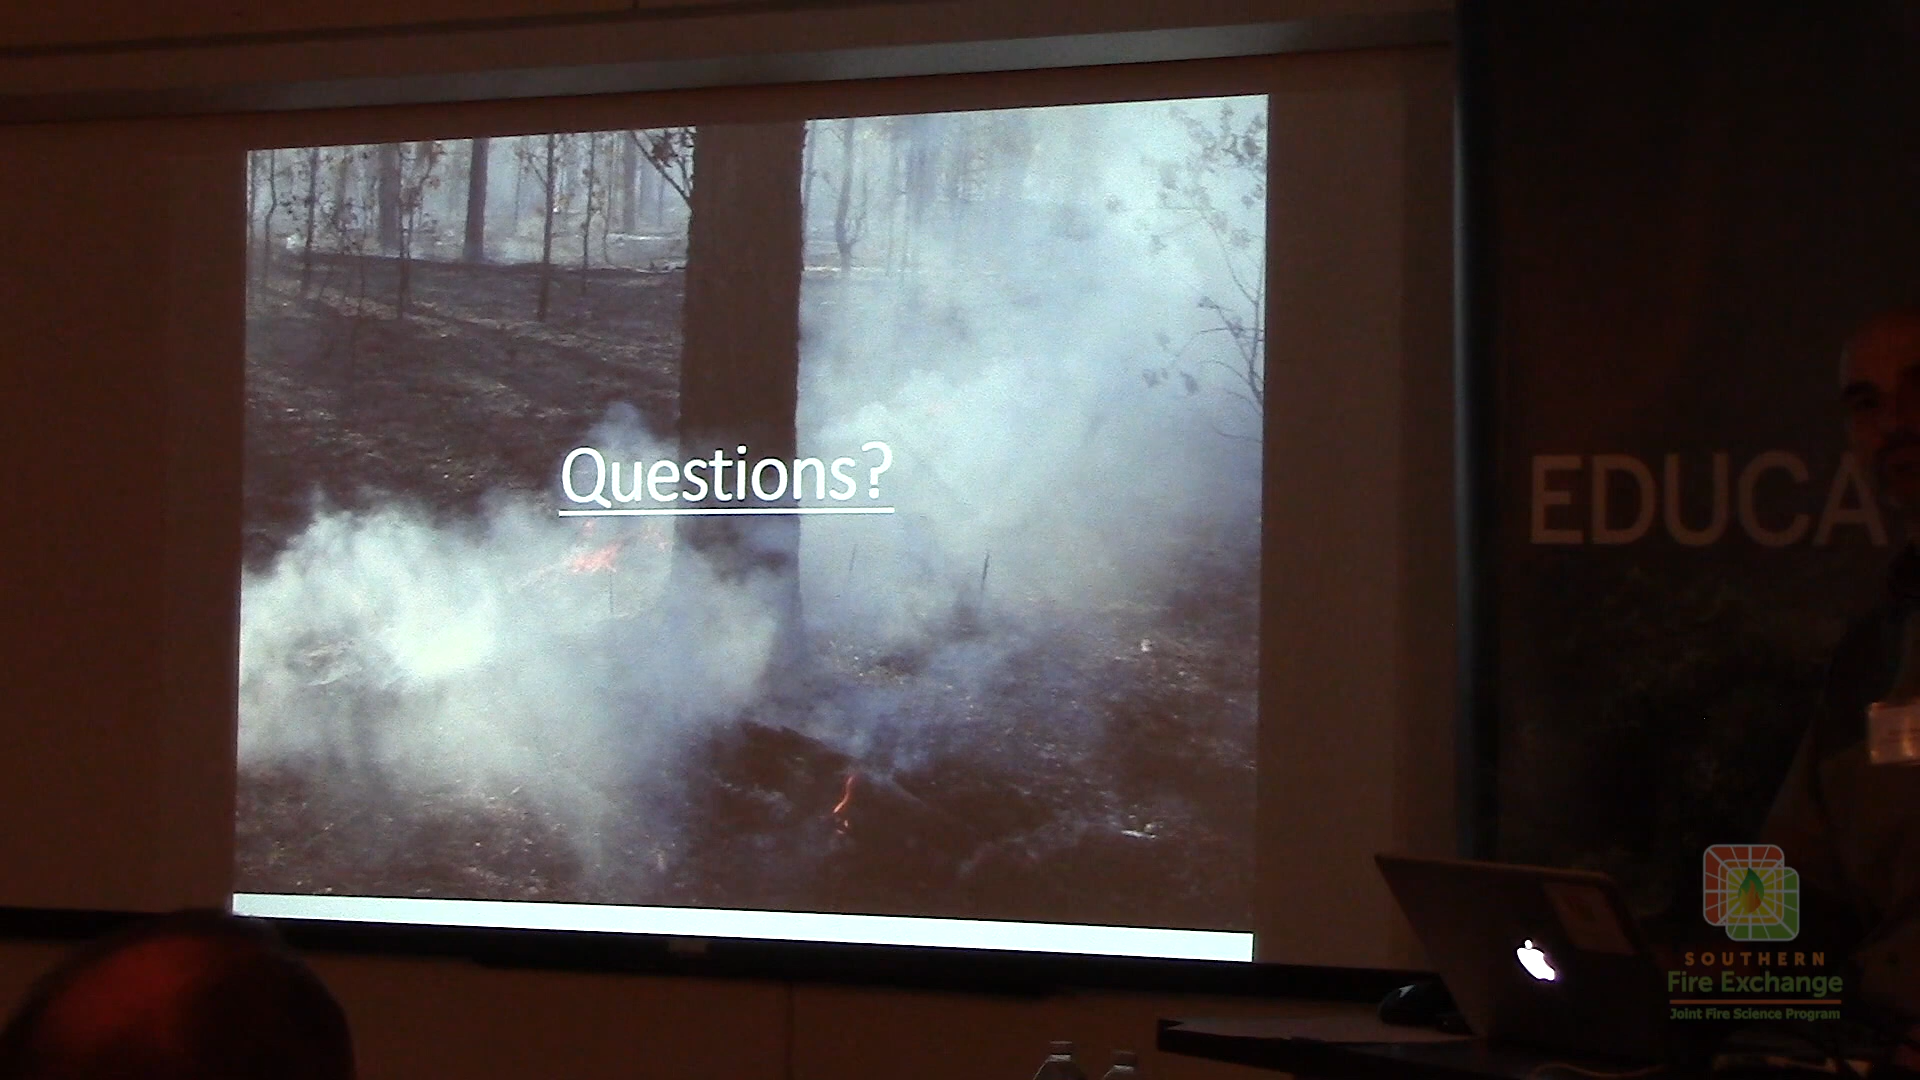 Questions?
EDUCA
SOUTHERN
Fire Exchange
Joint Fire Science Program